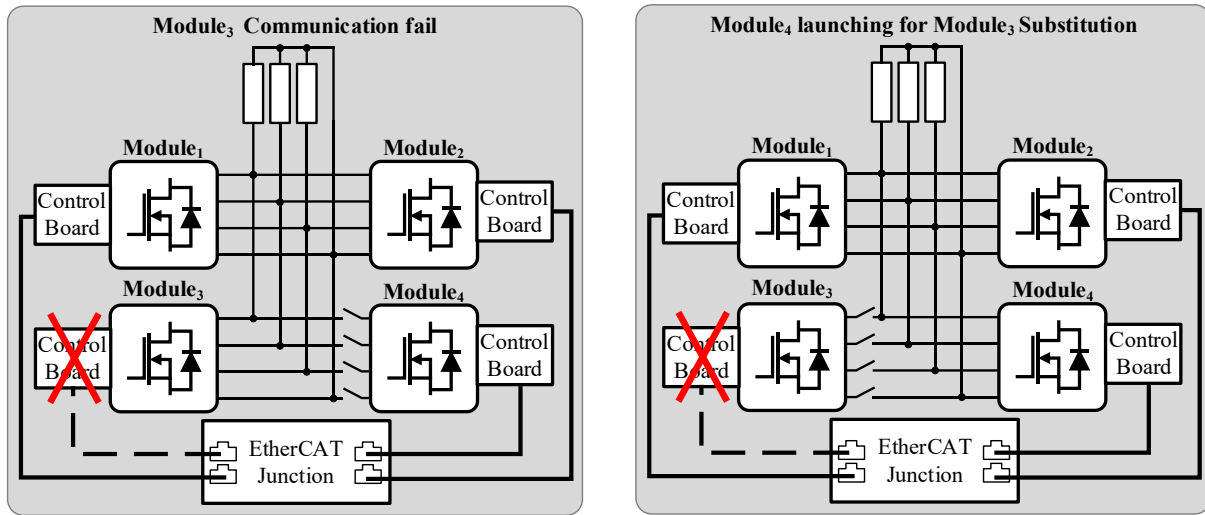 Module₃ Communication fail
Module₁
Module₂
Control
Board
Control
Board
Module₃
Module₄
Control
Board
Control
Board
EtherCAT
Junction
Module₄ launching for Module₃ Substitution
Module₁
Module₂
Control
Board
Control
Board
Module₃
Module₄
Control
Board
Control
Board
EtherCAT
Junction